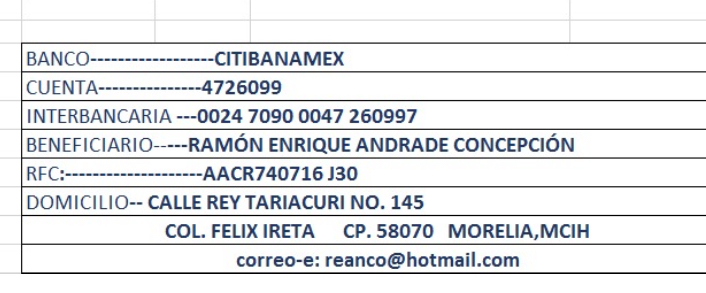 BANCO------------------CITIBANAMEX
CUENTA---------------4726099
INTERBANCARIA ---0024 7090 0047 260997
BENEFICIARIO-----RAMÓN ENRIQUE ANDRADE CONCEPCIÓN
RFC:--------------------AACR740716 J30
DOMICILIO-- CALLE REY TARIACURI NO. 145
COL. FELIX IRETA CP. 58070 MORELIA,MCIH
correo-e: reanco@hotmail.com